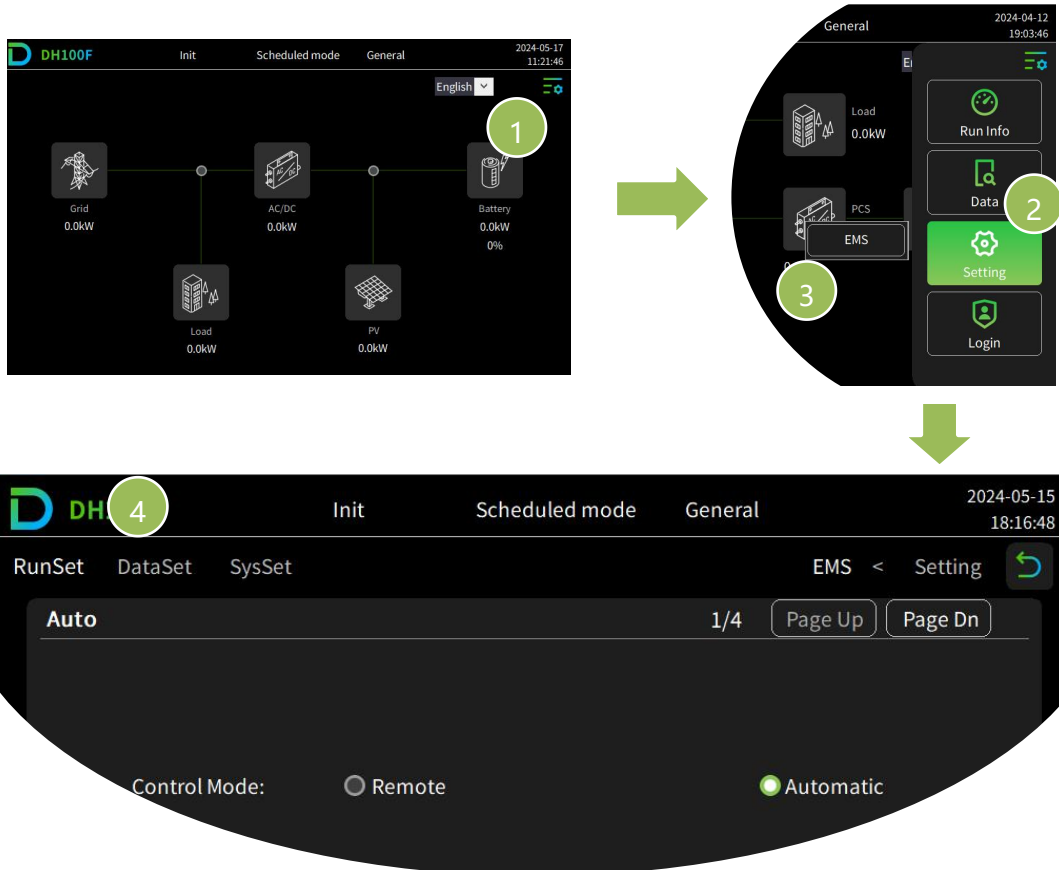 DH100F Init Scheduled mode General 2024-05-17
11:21:46
English
1
Grid
0.0kW
AC/DC
0.0kW
Battery
0.0kW
0%
Load
0.0kW
PV
0.0kW
General 2024-04-12
19:03:46
Load
0.0kW
PCS
EMS
3
Run Info
Data
2
Setting
Login
4 Init Scheduled mode General 2024-05-15
18:16:48
RunSet DataSet SysSet EMS < Setting
Auto 1/4 Page Up Page Dn
Control Mode: Remote Automatic